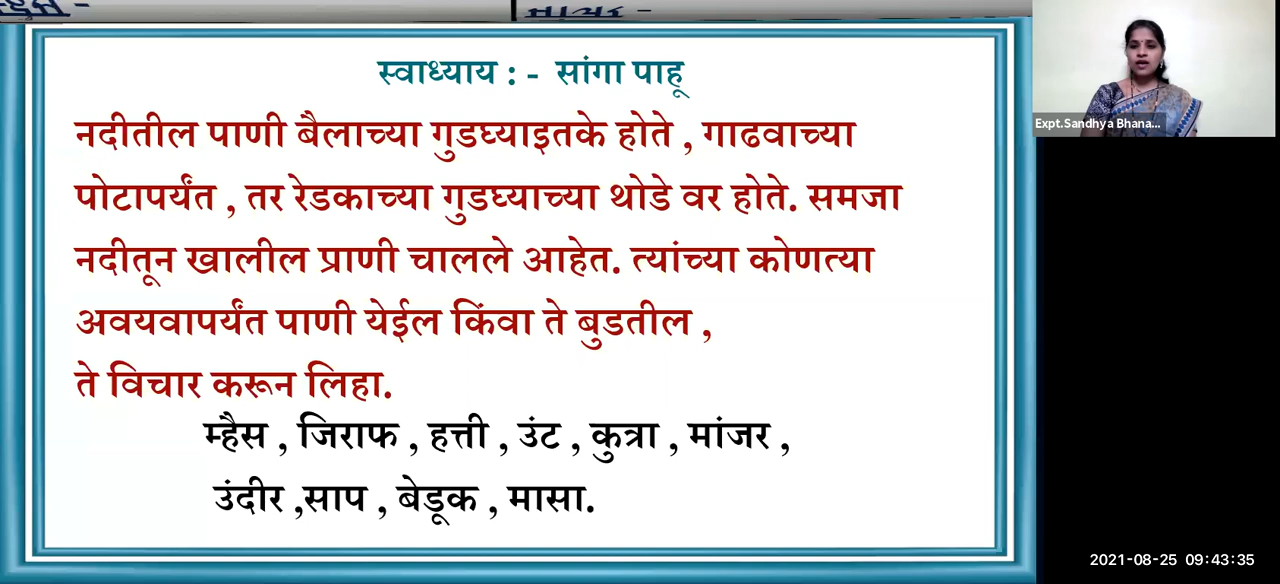 स्वाध्याय : - सांगा पाहू
नदीतील पाणी बैलाच्या गुडघ्याइतके होते , गाढवाच्या
पोटापर्यंत , तर रेडकाच्या गुडघ्याच्या थोडे वर होते. समजा
नदीतून खालील प्राणी चालले आहेत. त्यांच्या कोणत्या
अवयवापर्यंत पाणी येईल किंवा ते बुडतील ,
ते विचार करून लिहा.
म्हैस , जिराफ , हत्ती , उंट , कुत्रा , मांजर ,
उंदीर ,साप , बेडूक , मासा.
Expt.Sandhya Bhana...
2021-08-25 09:43:35